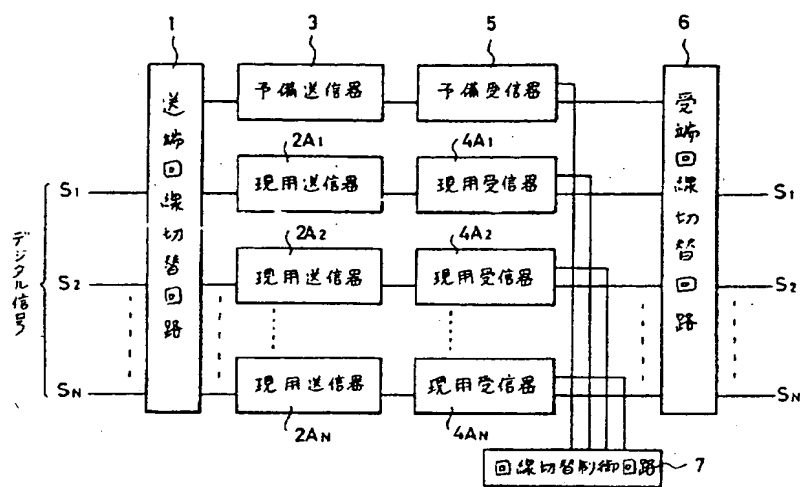 1
3
5
6
送端回線切替回路
予備送信器
予備受信器
受端回線切替回路
2A1
4A1
S1
現用送信器
現用受信器
S1
デジタル信号
2A2
4A2
S2
現用送信器
現用受信器
S2
SN
現用送信器
現用受信器
SN
2AN
4AN
回線切替制御回路
7